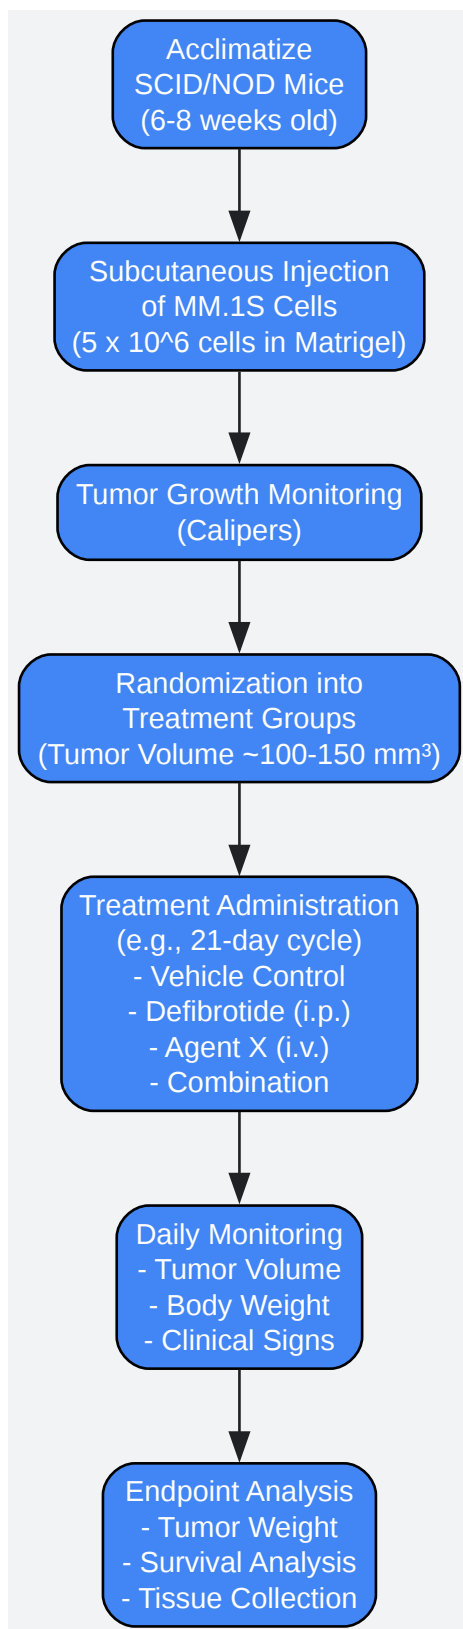 Acclimatize
SCID/NOD Mice
(6-8 weeks old)
Subcutaneous Injection
of MM.1S Cells
(5 x 10^6 cells in Matrigel)
Tumor Growth Monitoring
(Calipers)
Randomization into
Treatment Groups
(Tumor Volume ~100-150 mm³)
Treatment Administration
(e.g., 21-day cycle)
- Vehicle Control
- Defibrotide (i.p.)
- Agent X (i.v.)
- Combination
Daily Monitoring
- Tumor Volume
- Body Weight
- Clinical Signs
Endpoint Analysis
- Tumor Weight
- Survival Analysis
- Tissue Collection